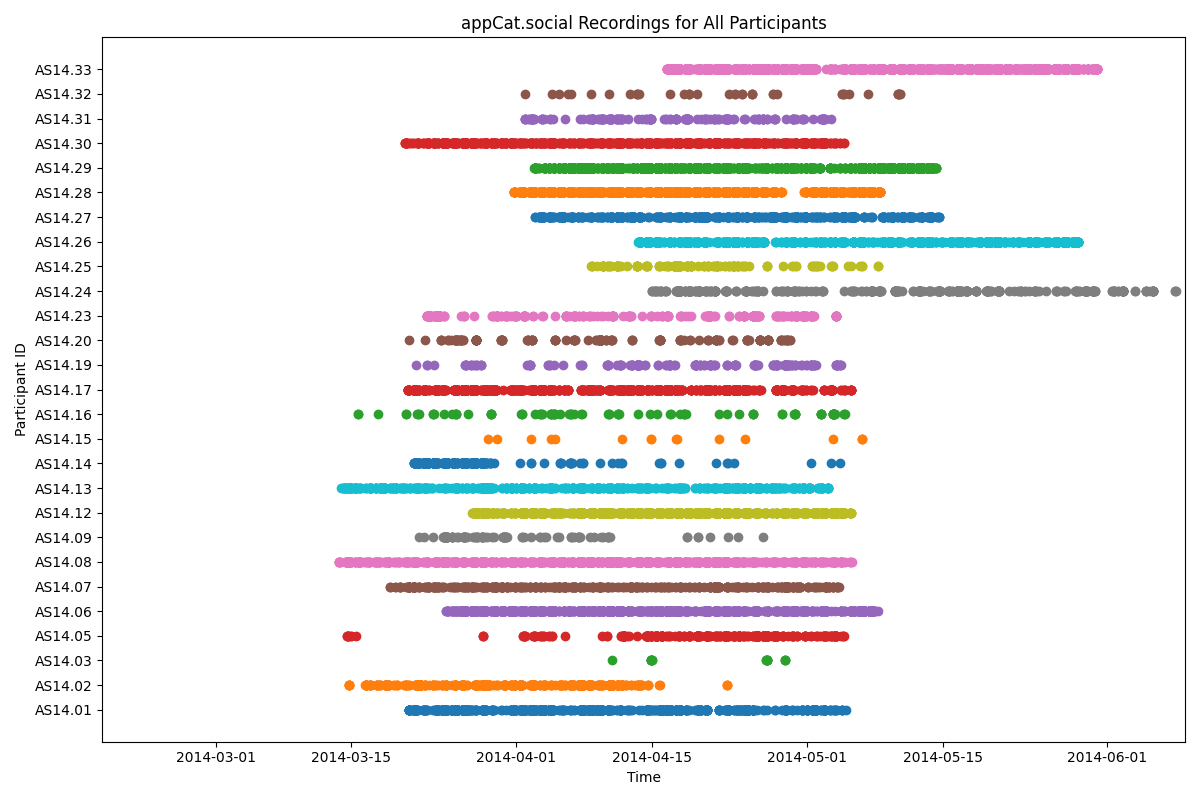 appCat.social Recordings for All Participants
Participant ID
AS14.33
AS14.32
AS14.31
AS14.30
AS14.29
AS14.28
AS14.27
AS14.26
AS14.25
AS14.24
AS14.23
AS14.20
AS14.19
AS14.17
AS14.16
AS14.15
AS14.14
AS14.13
AS14.12
AS14.09
AS14.08
AS14.07
AS14.06
AS14.05
AS14.03
AS14.02
AS14.01
2014-03-01 2014-03-15 2014-04-01 2014-04-15 2014-05-01 2014-05-15 2014-06-01
Time